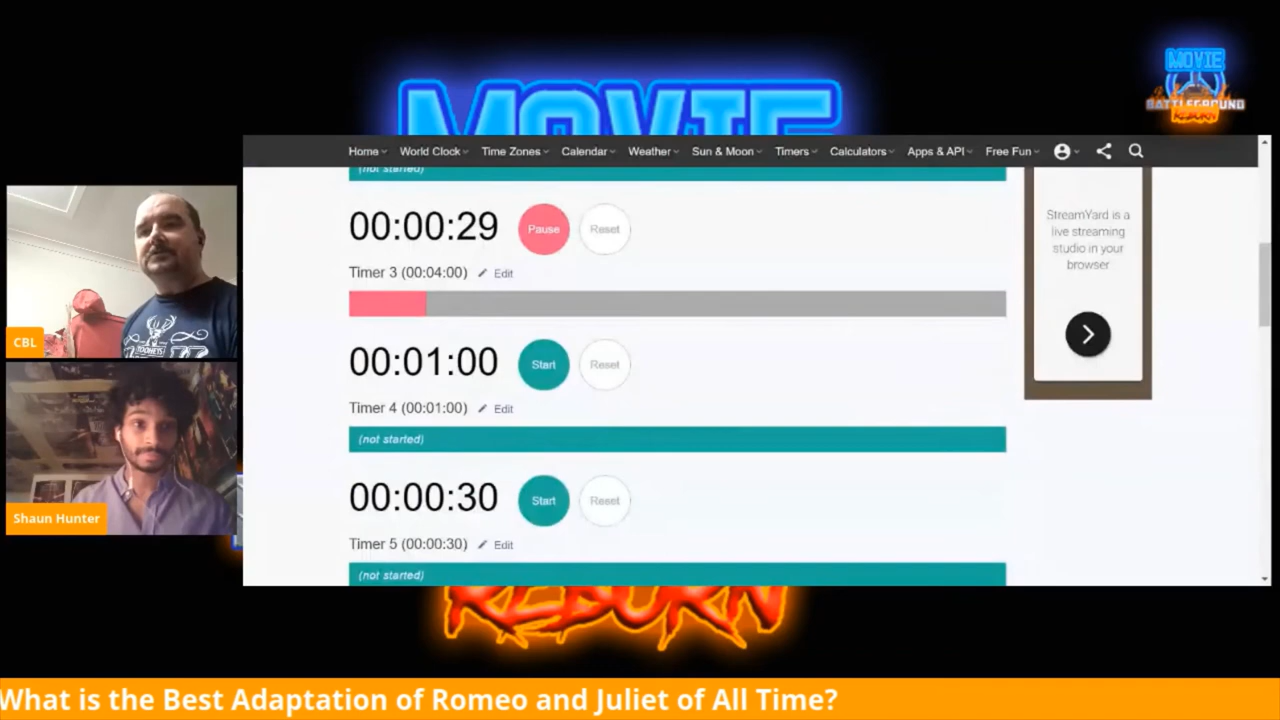 MOVIE
MOVIE
BATTLEGROUND
REBORN
Home World Clock Time Zones Calendar Weather Sun & Moon Timers Calculators Apps & API Free Fun
(not started)
00:00:29 Pause Reset
Timer 3 (00:04:00) Edit
StreamYard is a
live streaming
studio in your
browser
00:01:00 Start Reset
Timer 4 (00:01:00) Edit
(not started)
00:00:30 Start Reset
Timer 5 (00:00:30) Edit
(not started)
CBL
TOOHEYS
Shaun Hunter
REBORN
What is the Best Adaptation of Romeo and Juliet of All Time?